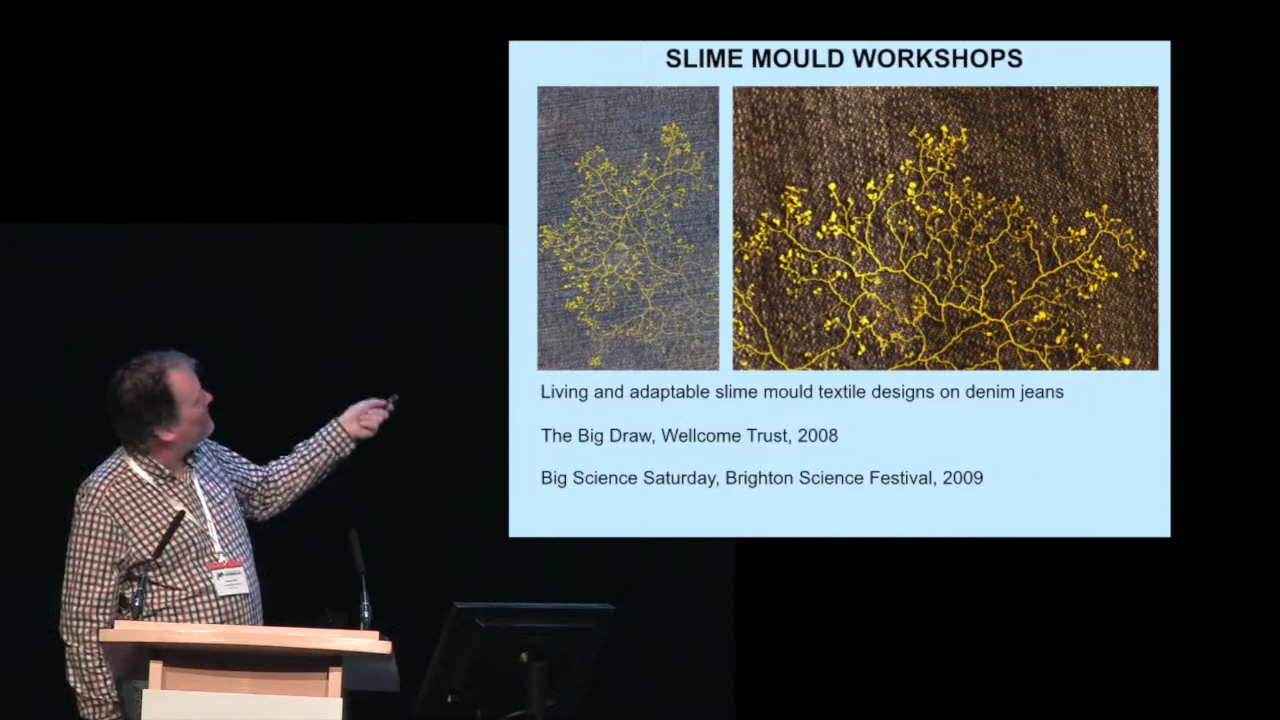 SLIME MOULD WORKSHOPS
Living and adaptable slime mould textile designs on denim jeans
The Big Draw, Wellcome Trust, 2008
Big Science Saturday, Brighton Science Festival, 2009